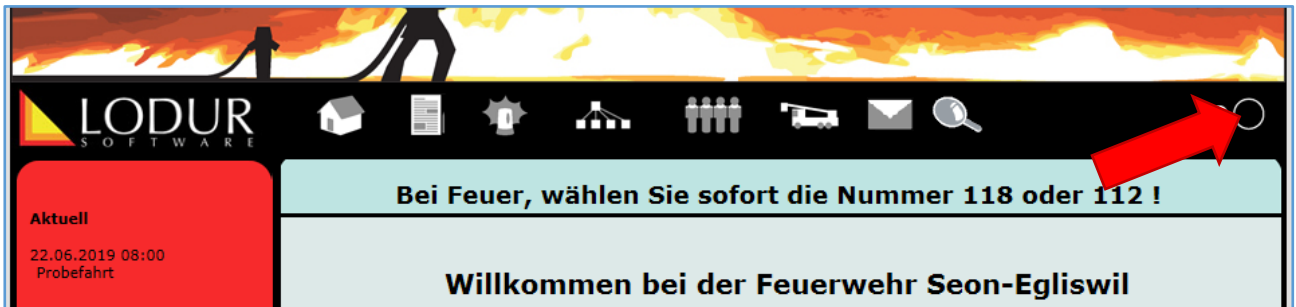 LODUR
SOFTWARE
Bei Feuer, wählen Sie sofort die Nummer 118 oder 112 !
Aktuell
22.06.2019 08:00
Probefahrt
Willkommen bei der Feuerwehr Seon-Egliswil